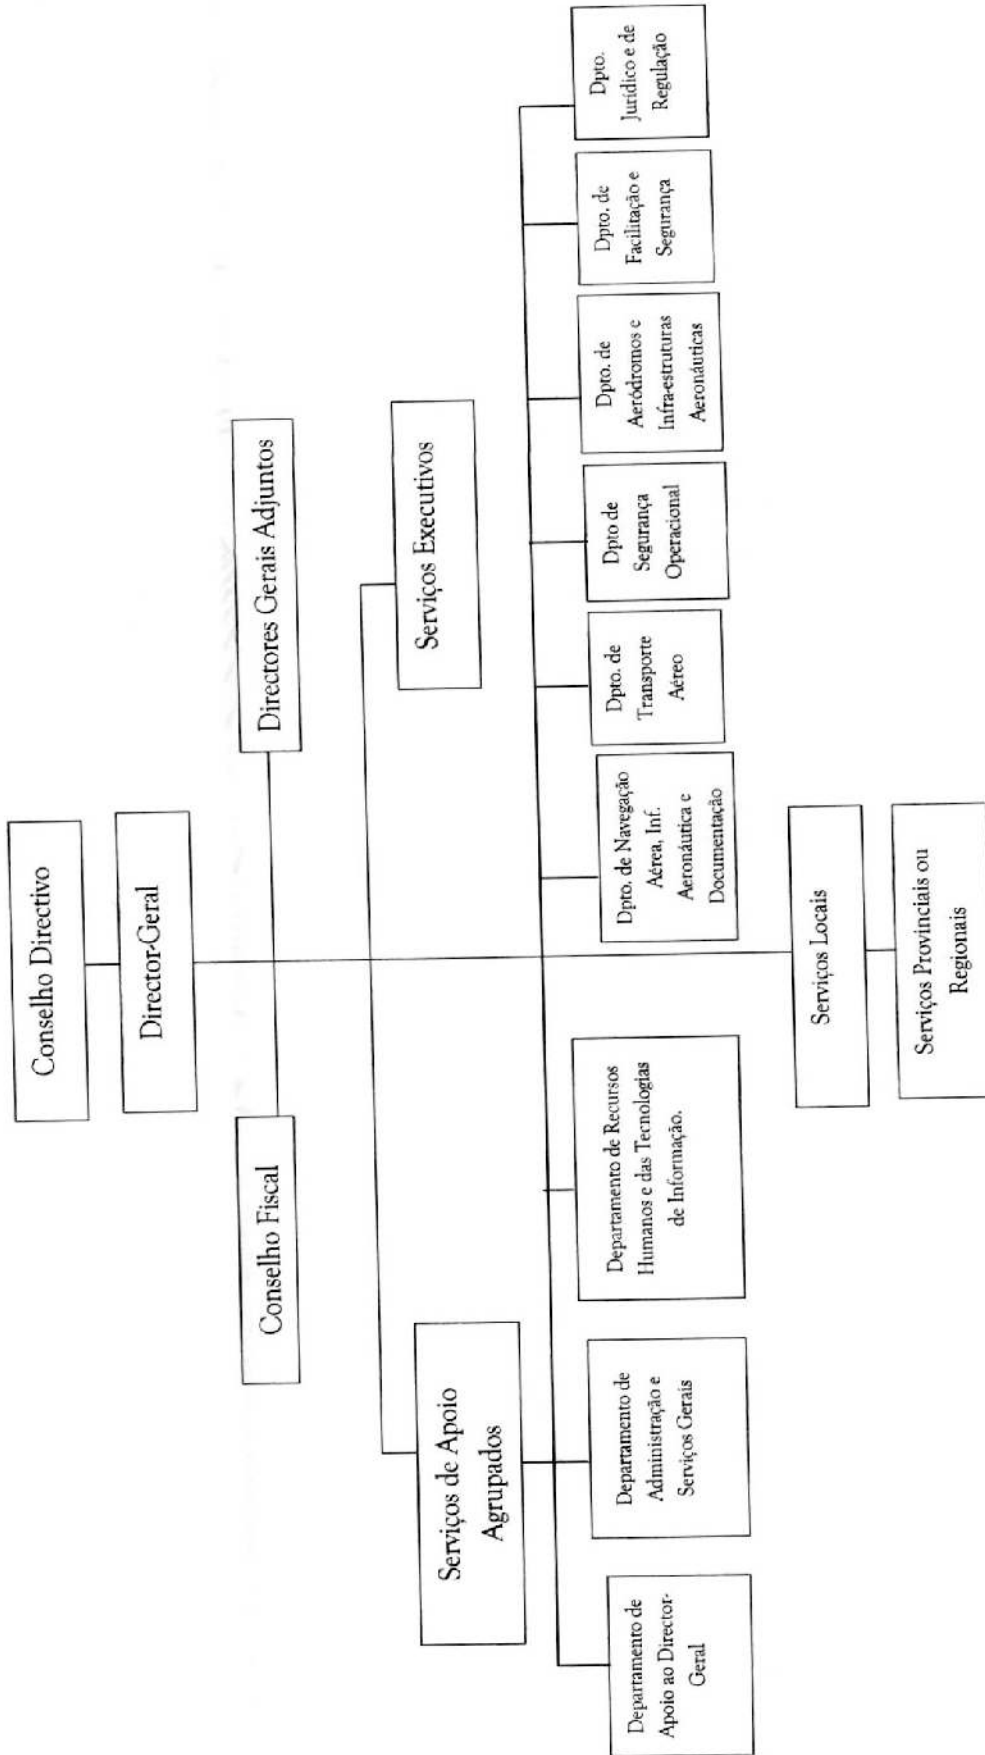 Conselho Directivo
Director-Geral
Conselho Fiscal
Directores Gerais Adjuntos
Serviços de Apoio
Agrupados
Serviços Executivos
Departamento de
Apoio ao Director-
Geral
Departamento de
Administração e
Serviços Gerais
Departamento de Recursos
Humanos e das Tecnologias
de Informação.
Dpto. de Navegação
Aérea, Inf.
Aeronáutica e
Documentação
Dpto. de
Transporte
Aéreo
Dpto de
Segurança
Operacional
Dpto. de
Aeródromos e
Infra-estruturas
Aeronáuticas
Dpto. de
Facilitação e
Segurança
Dpto.
Jurídico e de
Regulação
Serviços Locais
Serviços Provinciais ou
Regionais